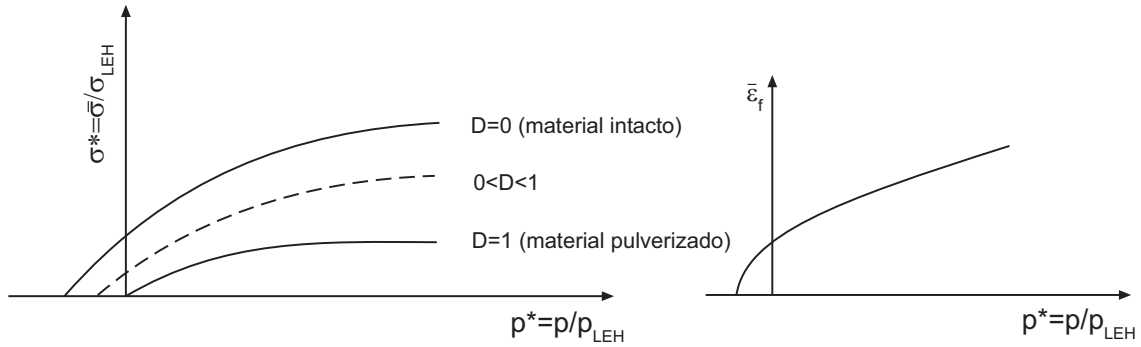 σ*=σ̄/σ_LEH
D=0 (material intacto)
0<D<1
D=1 (material pulverizado)
p*=p/p_LEH
ε̄_f
p*=p/p_LEH